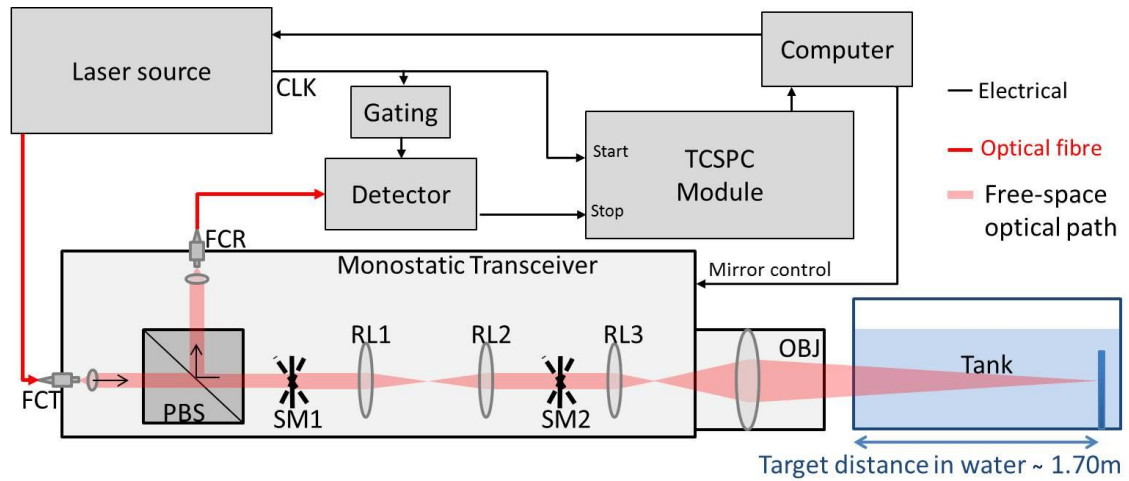 Laser source
CLK
Computer
Gating
Detector
Start
TCSPC
Module
Stop
Electrical
Optical fibre
Free-space
optical path
FCR
Monostatic Transceiver
Mirror control
FCT
PBS
SM1
RL1
RL2
SM2
RL3
OBJ
Tank
Target distance in water ~ 1.70m